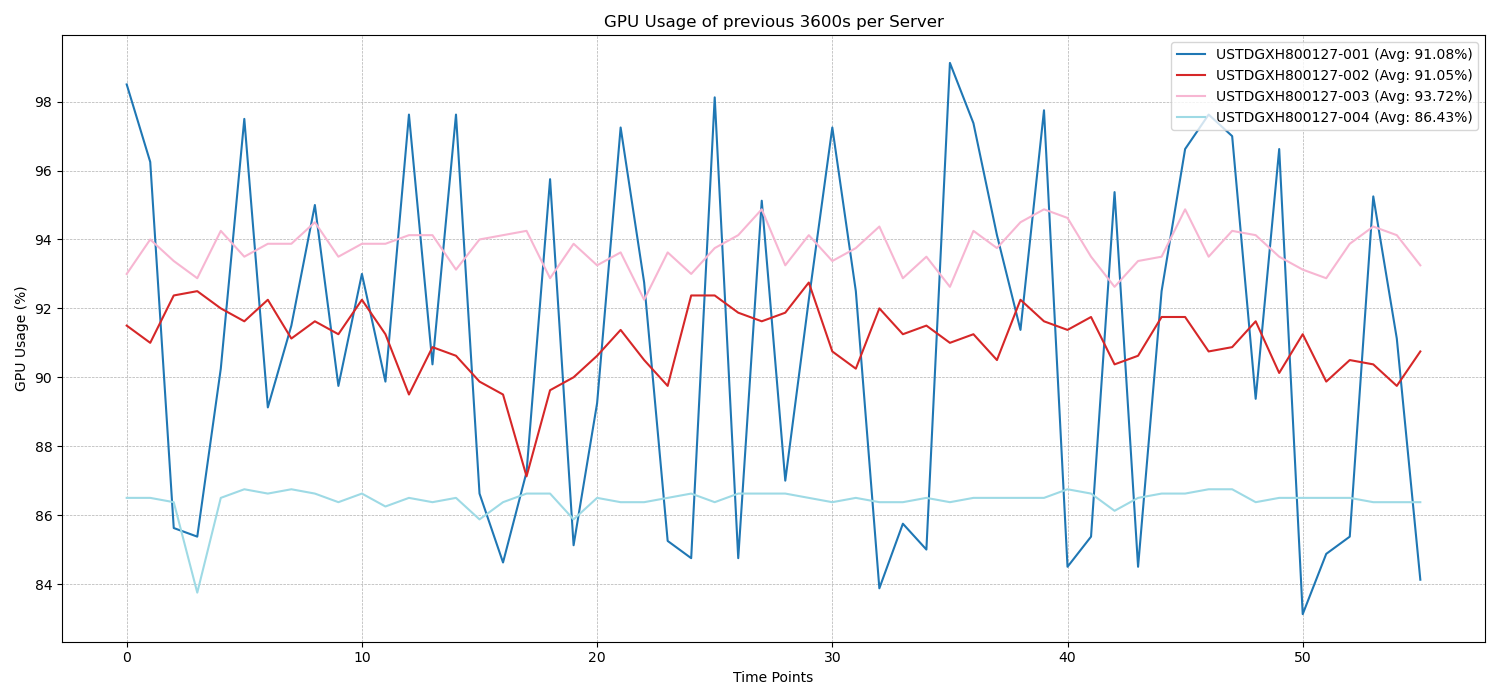 GPU Usage of previous 3600s per Server
USTDGXH800127-001 (Avg: 91.08%)
USTDGXH800127-002 (Avg: 91.05%)
USTDGXH800127-003 (Avg: 93.72%)
USTDGXH800127-004 (Avg: 86.43%)
GPU Usage (%)
98
96
94
92
90
88
86
84
0 10 20 30 40 50
Time Points